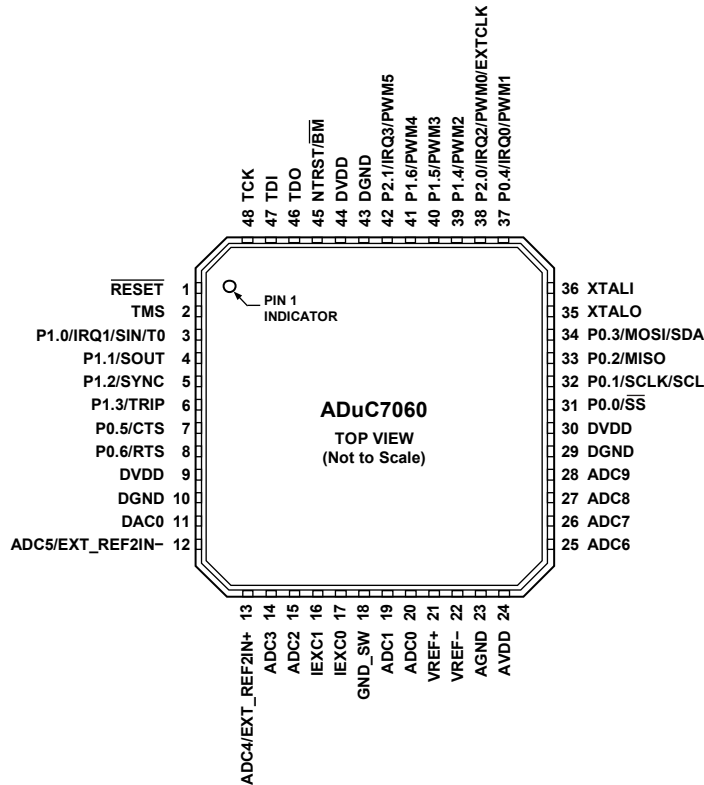 48 TCK
47 TDI
46 TDO
45 NTRST/B̅M̅
44 DVDD
43 DGND
42 P2.1/IRQ3/PWM5
41 P1.6/PWM4
40 P1.5/PWM3
39 P1.4/PWM2
38 P2.0/IRQ2/PWM0/EXTCLK
37 P0.4/IRQ0/PWM1
R̅E̅S̅E̅T̅ 1
TMS 2
P1.0/IRQ1/SIN/T0 3
P1.1/SOUT 4
P1.2/SYNC 5
P1.3/TRIP 6
P0.5/CTS 7
P0.6/RTS 8
DVDD 9
DGND 10
DAC0 11
ADC5/EXT_REF2IN− 12
PIN 1
INDICATOR
ADuC7060
TOP VIEW
(Not to Scale)
36 XTALI
35 XTALO
34 P0.3/MOSI/SDA
33 P0.2/MISO
32 P0.1/SCLK/SCL
31 P0.0/S̅S̅
30 DVDD
29 DGND
28 ADC9
27 ADC8
26 ADC7
25 ADC6
ADC4/EXT_REF2IN+ 13
ADC3 14
ADC2 15
IEXC1 16
IEXC0 17
GND_SW 18
ADC1 19
ADC0 20
VREF+ 21
VREF− 22
AGND 23
AVDD 24